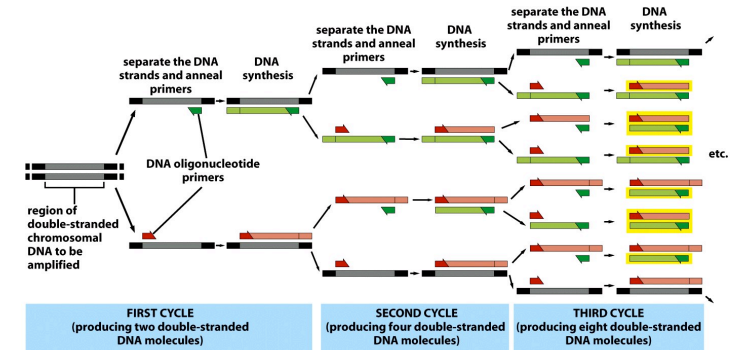 separate the DNA
strands and anneal
primers
DNA
synthesis
separate the DNA
strands and anneal
primers
DNA
synthesis
separate the DNA
strands and anneal
primers
DNA
synthesis
DNA oligonucleotide
primers
region of
double-stranded
chromosomal
DNA to be
amplified
etc.
FIRST CYCLE
(producing two double-stranded
DNA molecules)
SECOND CYCLE
(producing four double-stranded
DNA molecules)
THIRD CYCLE
(producing eight double-stranded
DNA molecules)